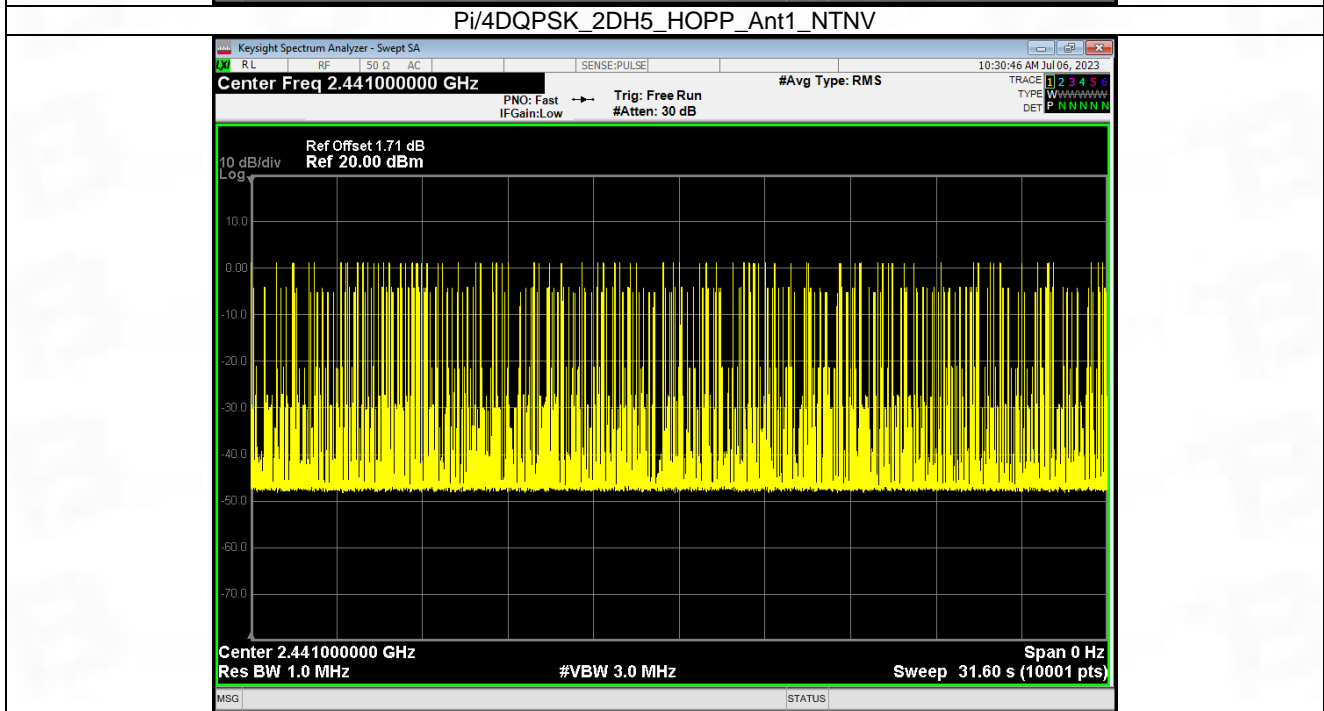 Pi/4DQPSK_2DH5_HOPP_Ant1_NTNV
Keysight Spectrum Analyzer - Swept SA
LXI RL RF 50 Ω AC SENSE:PULSE 10:30:46 AM Jul 06, 2023
Center Freq 2.441000000 GHz #Avg Type: RMS TRACE 1 2 3 4 5 6
PNO: Fast Trig: Free Run TYPE WWWWWW
IFGain:Low #Atten: 30 dB DET P N N N N N
Ref Offset 1.71 dB
10 dB/div Ref 20.00 dBm
Log
10.0
0.00
-10.0
-20.0
-30.0
-40.0
-50.0
-60.0
-70.0
Center 2.441000000 GHz Span 0 Hz
Res BW 1.0 MHz #VBW 3.0 MHz Sweep 31.60 s (10001 pts)
MSG STATUS